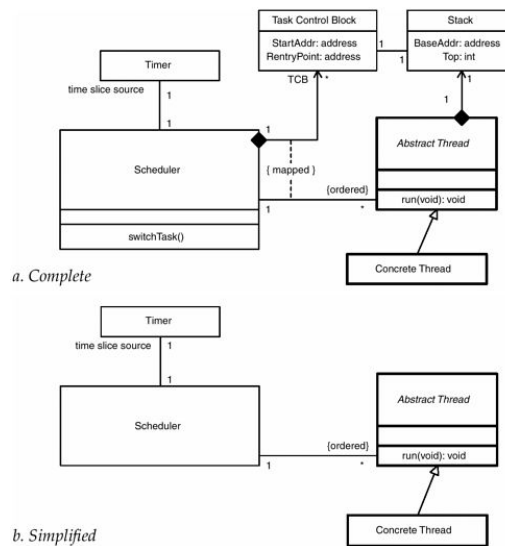 Task Control Block
StartAddr: address
RentryPoint: address
Stack
BaseAddr: address
Top: int
1
1
Timer
time slice source
1
1
TCB
*
1
1
1
Scheduler
switchTask()
{ mapped }
{ordered}
1
*
Abstract Thread
run(void): void
Concrete Thread
a. Complete
Timer
time slice source
1
1
Scheduler
{ordered}
1
*
Abstract Thread
run(void): void
Concrete Thread
b. Simplified